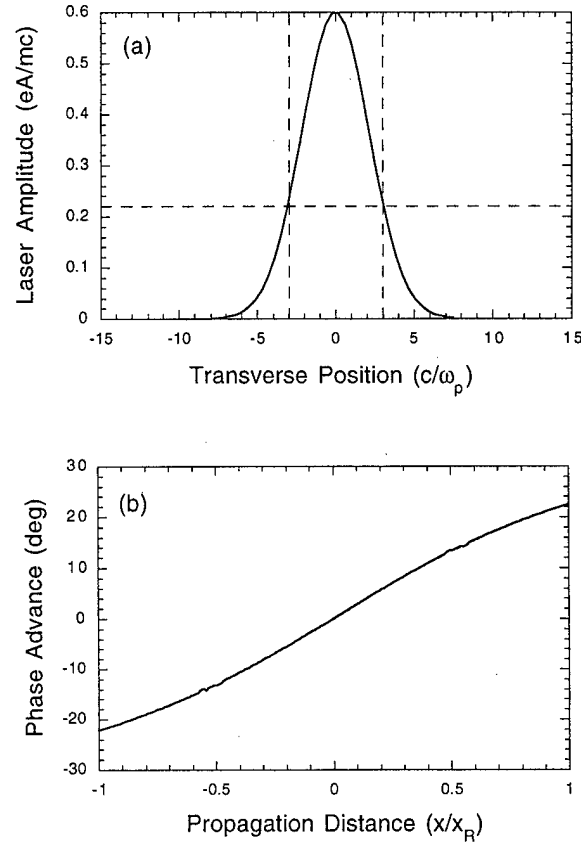 (a)
Laser Amplitude (eA/mc)
0.6
0.5
0.4
0.3
0.2
0.1
0
-15 -10 -5 0 5 10 15
Transverse Position (c/ωp)
(b)
Phase Advance (deg)
30
20
10
0
-10
-20
-30
-1 -0.5 0 0.5 1
Propagation Distance (x/xR)